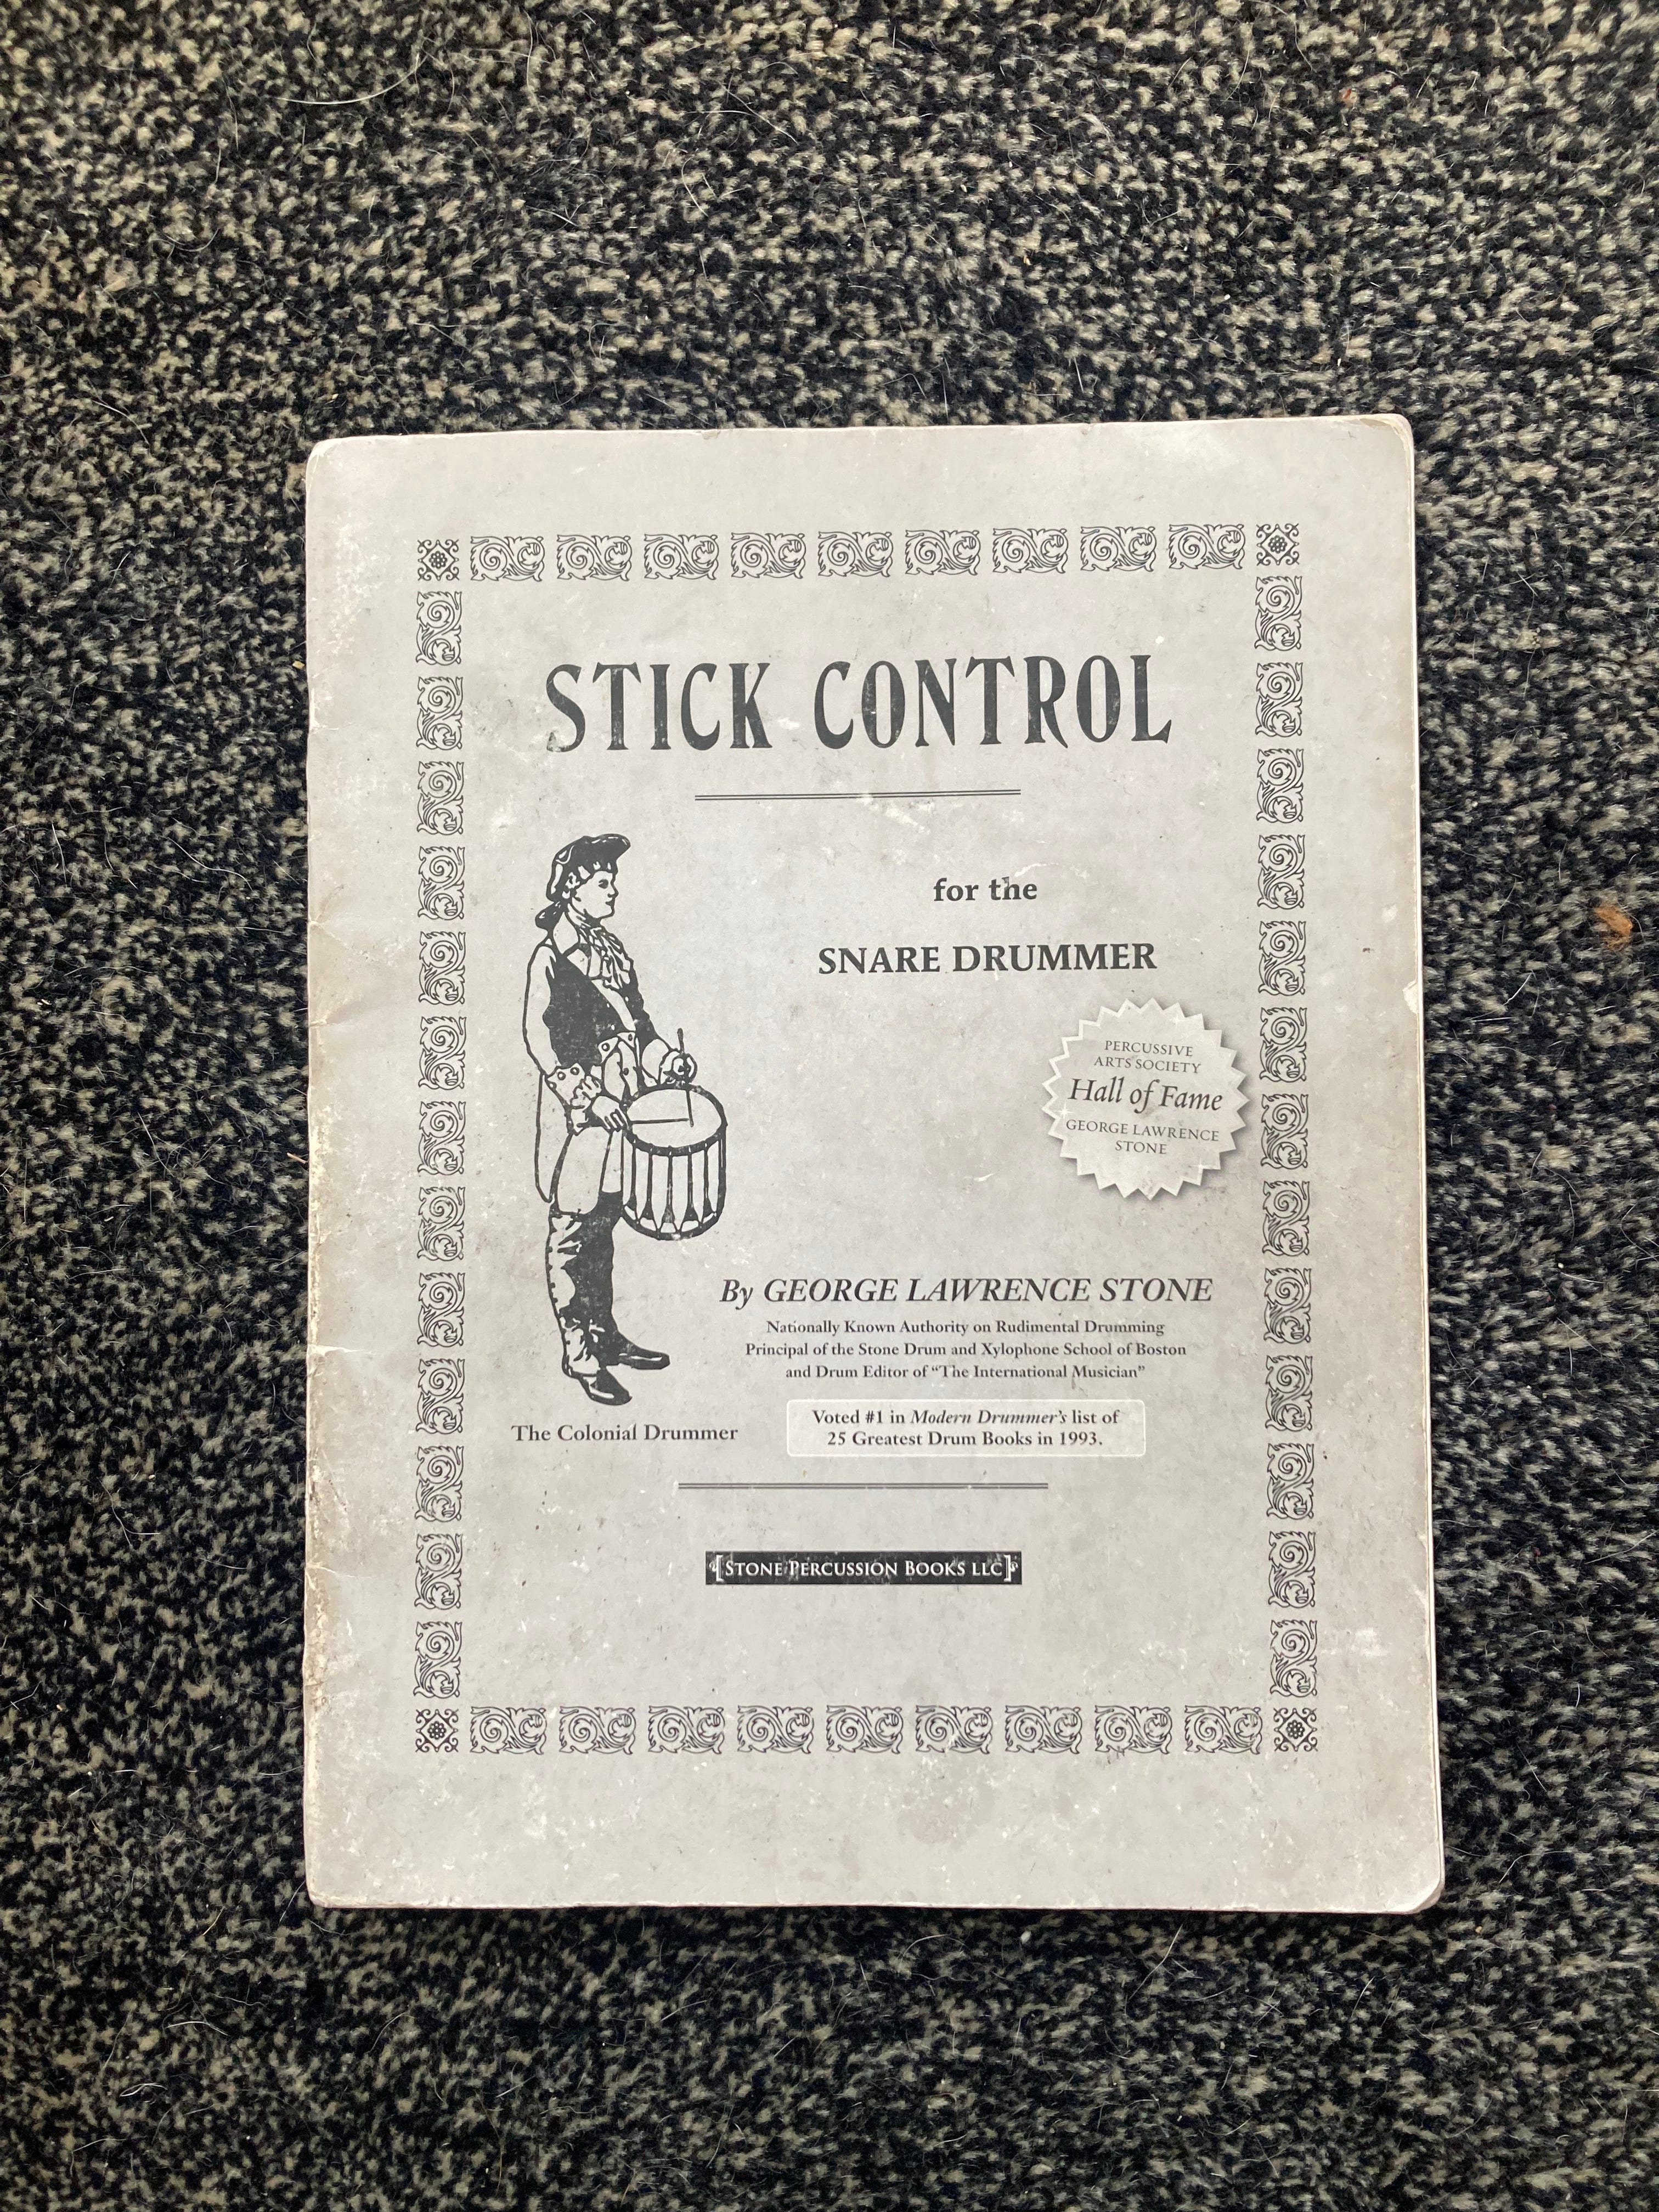 STICK CONTROL
for the
SNARE DRUMMER
PERCUSSIVE
ARTS SOCIETY
Hall of Fame
GEORGE LAWRENCE
STONE
By GEORGE LAWRENCE STONE
Nationally Known Authority on Rudimental Drumming
Principal of the Stone Drum and Xylophone School of Boston
and Drum Editor of “The International Musician”
The Colonial Drummer
Voted #1 in Modern Drummer’s list of
25 Greatest Drum Books in 1993.
STONE PERCUSSION BOOKS LLC